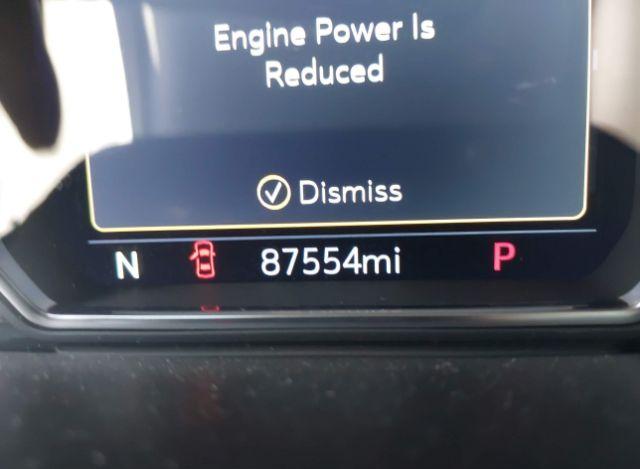 Engine Power Is
Reduced
Dismiss
N 87554mi P